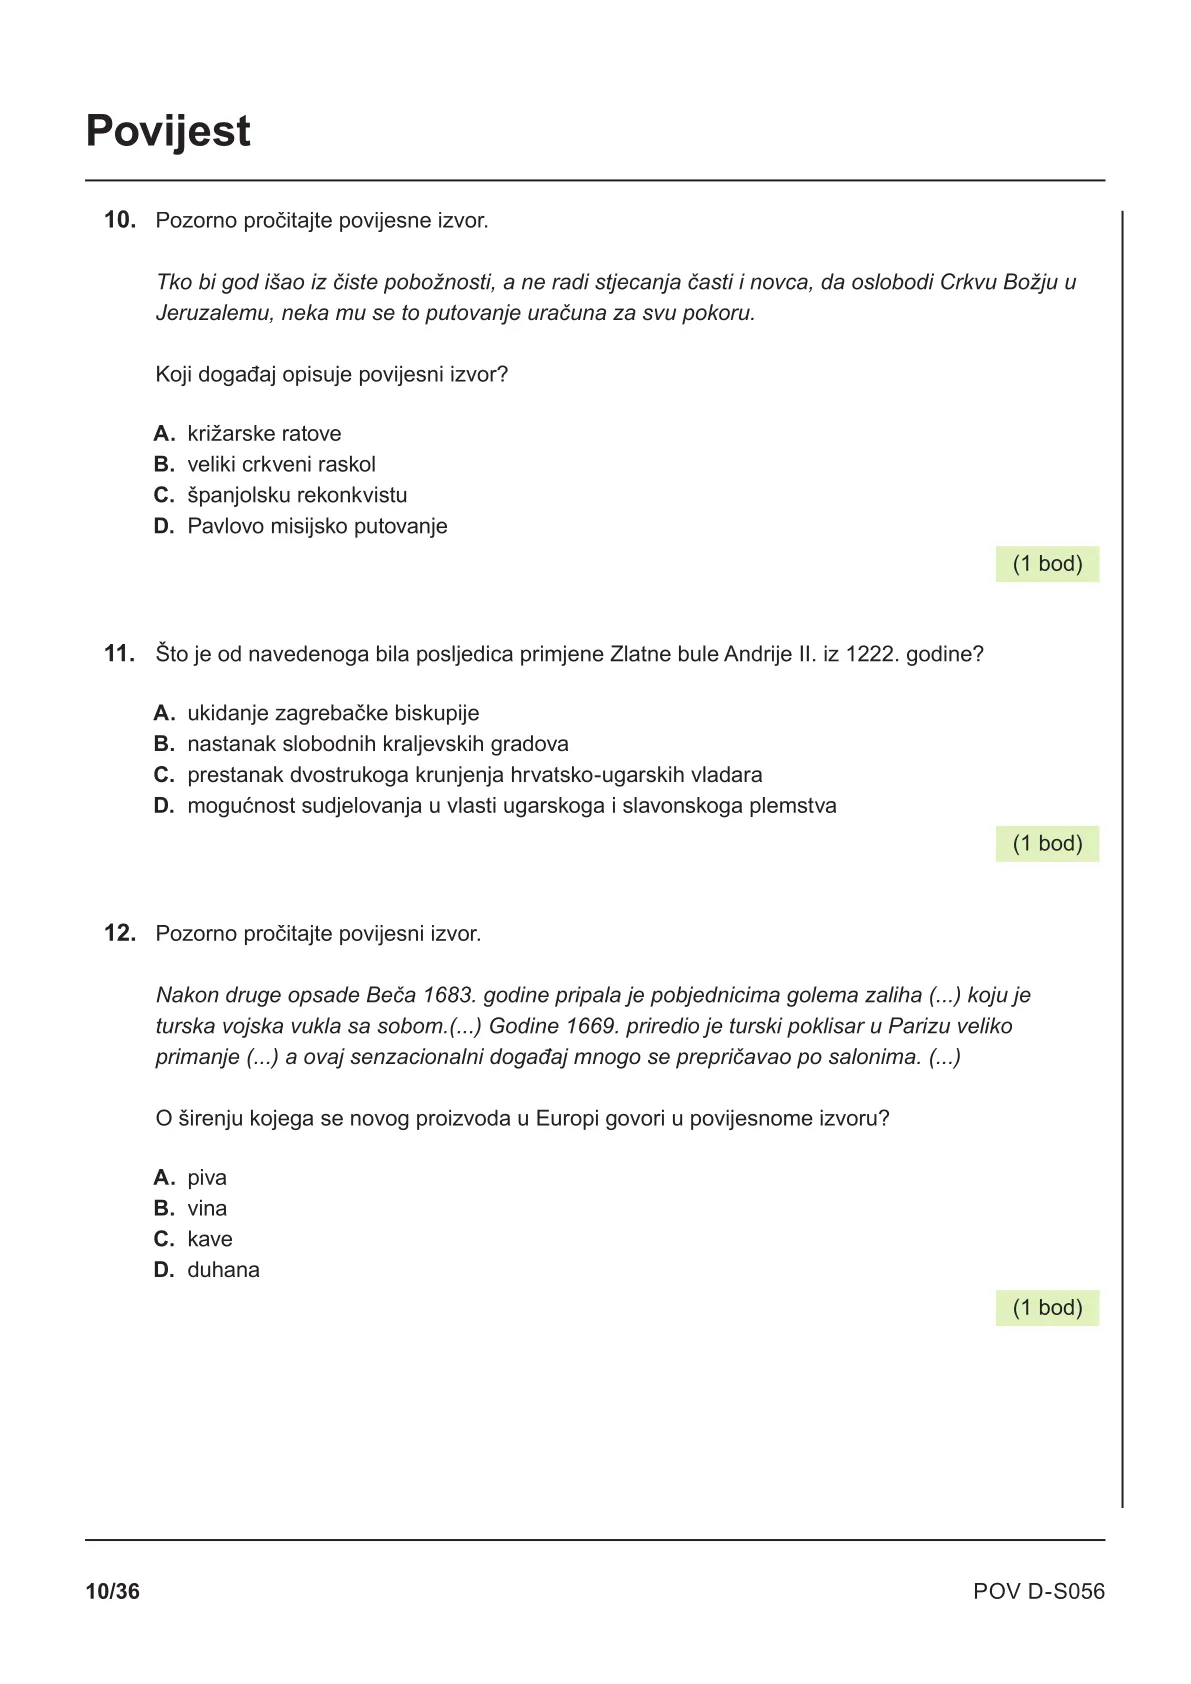 Povijest
10. Pozorno pročitajte povijesne izvor.
Tko bi god išao iz čiste pobožnosti, a ne radi stjecanja časti i novca, da oslobodi Crkvu Božju u
Jeruzalemu, neka mu se to putovanje uračuna za svu pokoru.
Koji događaj opisuje povijesni izvor?
A. križarske ratove
B. veliki crkveni raskol
C. španjolsku rekonkvistu
D. Pavlovo misijsko putovanje
(1 bod)
11. Što je od navedenoga bila posljedica primjene Zlatne bule Andrije II. iz 1222. godine?
A. ukidanje zagrebačke biskupije
B. nastanak slobodnih kraljevskih gradova
C. prestanak dvostrukoga krunjenja hrvatsko-ugarskih vladara
D. mogućnost sudjelovanja u vlasti ugarskoga i slavonskoga plemstva
(1 bod)
12. Pozorno pročitajte povijesni izvor.
Nakon druge opsade Beča 1683. godine pripala je pobjednicima golema zaliha (...) koju je
turska vojska vukla sa sobom.(...) Godine 1669. priredio je turski poklisar u Parizu veliko
primanje (...) a ovaj senzacionalni događaj mnogo se prepričavao po salonima. (...)
O širenju kojega se novog proizvoda u Europi govori u povijesnome izvoru?
A. piva
B. vina
C. kave
D. duhana
(1 bod)
10/36 POV D-S056